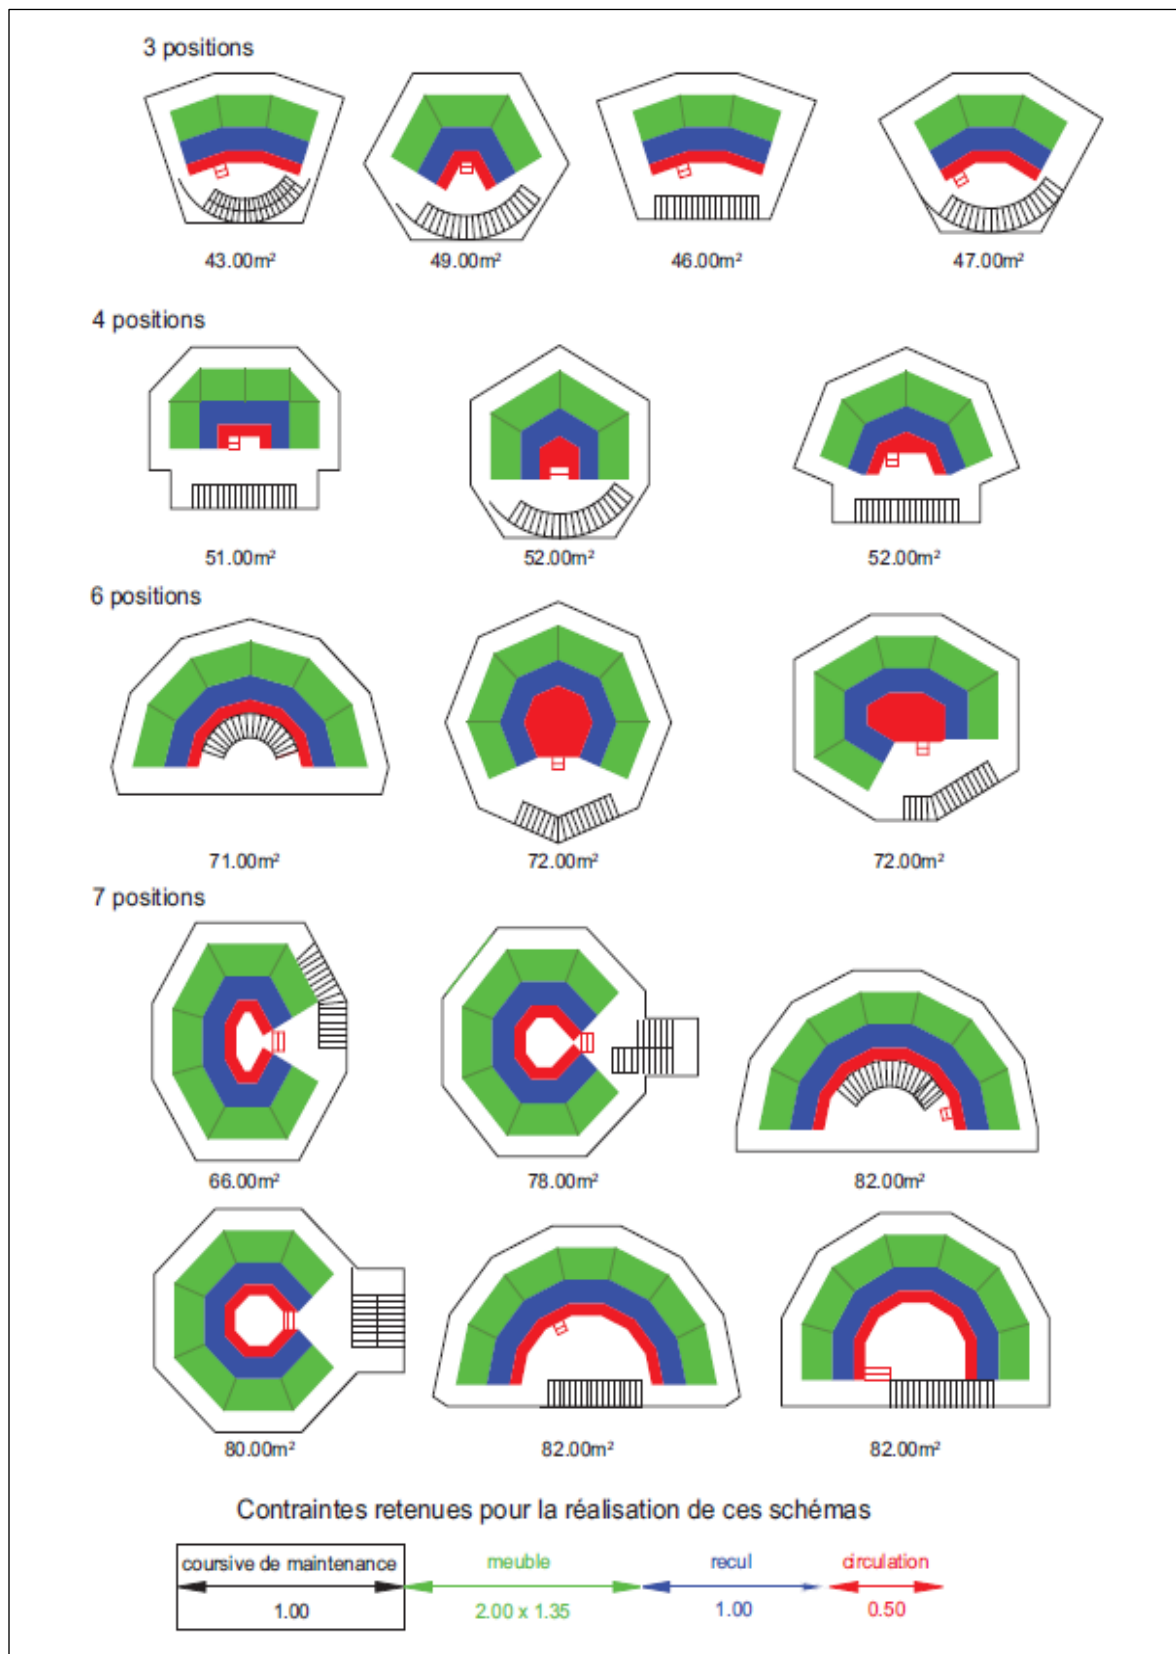 3 positions
43.00m² 49.00m² 46.00m² 47.00m²
4 positions
51.00m² 52.00m² 52.00m²
6 positions
71.00m² 72.00m² 72.00m²
7 positions
66.00m² 78.00m² 82.00m²
80.00m² 82.00m² 82.00m²
Contraintes retenues pour la réalisation de ces schémas
coursive de maintenance meuble recul circulation
1.00 2.00 x 1.35 1.00 0.50